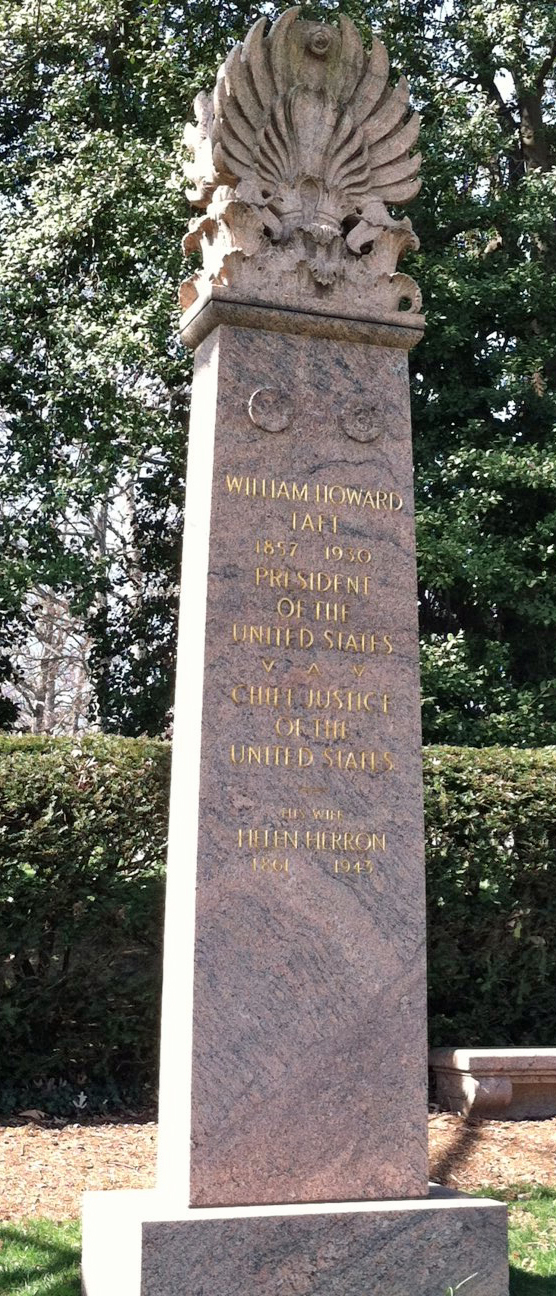 WILLIAM HOWARD
TAFT
1857 1930
PRESIDENT
OF THE
UNITED STATES
CHIEF JUSTICE
OF THE
UNITED STATES
HIS WIFE
HELEN HERRON
1861 1943